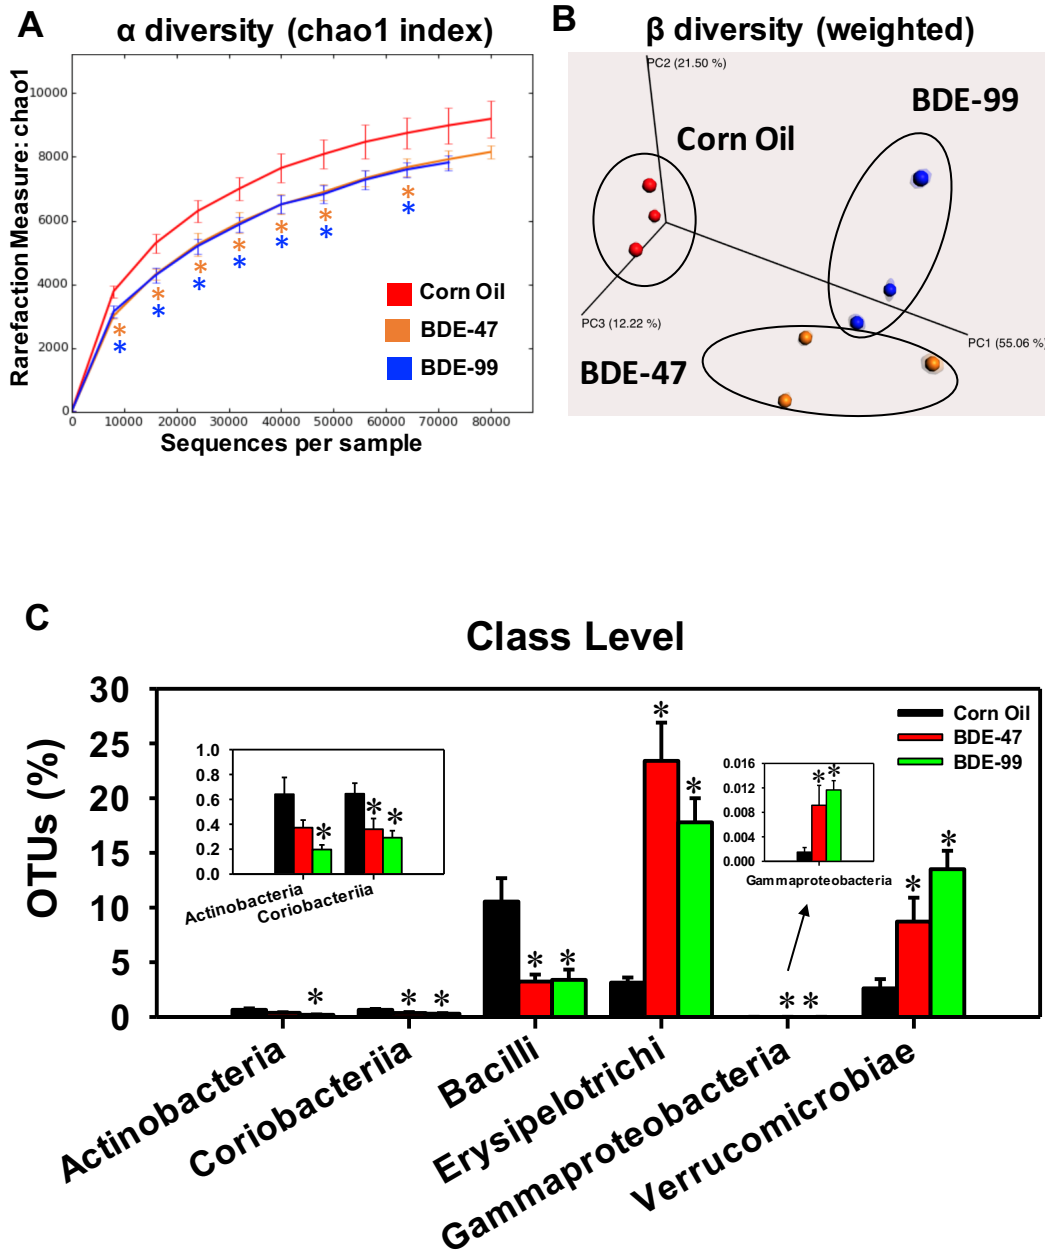 A
α diversity (chao1 index)
Rarefaction Measure: chao1
10000
8000
6000
4000
2000
0
* * * * * * *
* * * * * * *
Corn Oil
BDE-47
BDE-99
0 10000 20000 30000 40000 50000 60000 70000 80000
Sequences per sample
B
β diversity (weighted)
PC2 (21.50 %)
BDE-99
Corn Oil
PC3 (12.22 %)
PC1 (55.06 %)
BDE-47
C
Class Level
OTUs (%)
30
25
20
15
10
5
0
Corn Oil
BDE-47
BDE-99
1.0
0.8
0.6
0.4
0.2
0.0
* * *
Actinobacteria
Coriobacteriia
0.016
0.012
0.008
0.004
0.000
* *
Gammaproteobacteria
* * * * * * * * * * *
Actinobacteria
Coriobacteriia
Bacilli
Erysipelotrichi
Gammaproteobacteria
Verrucomicrobiae